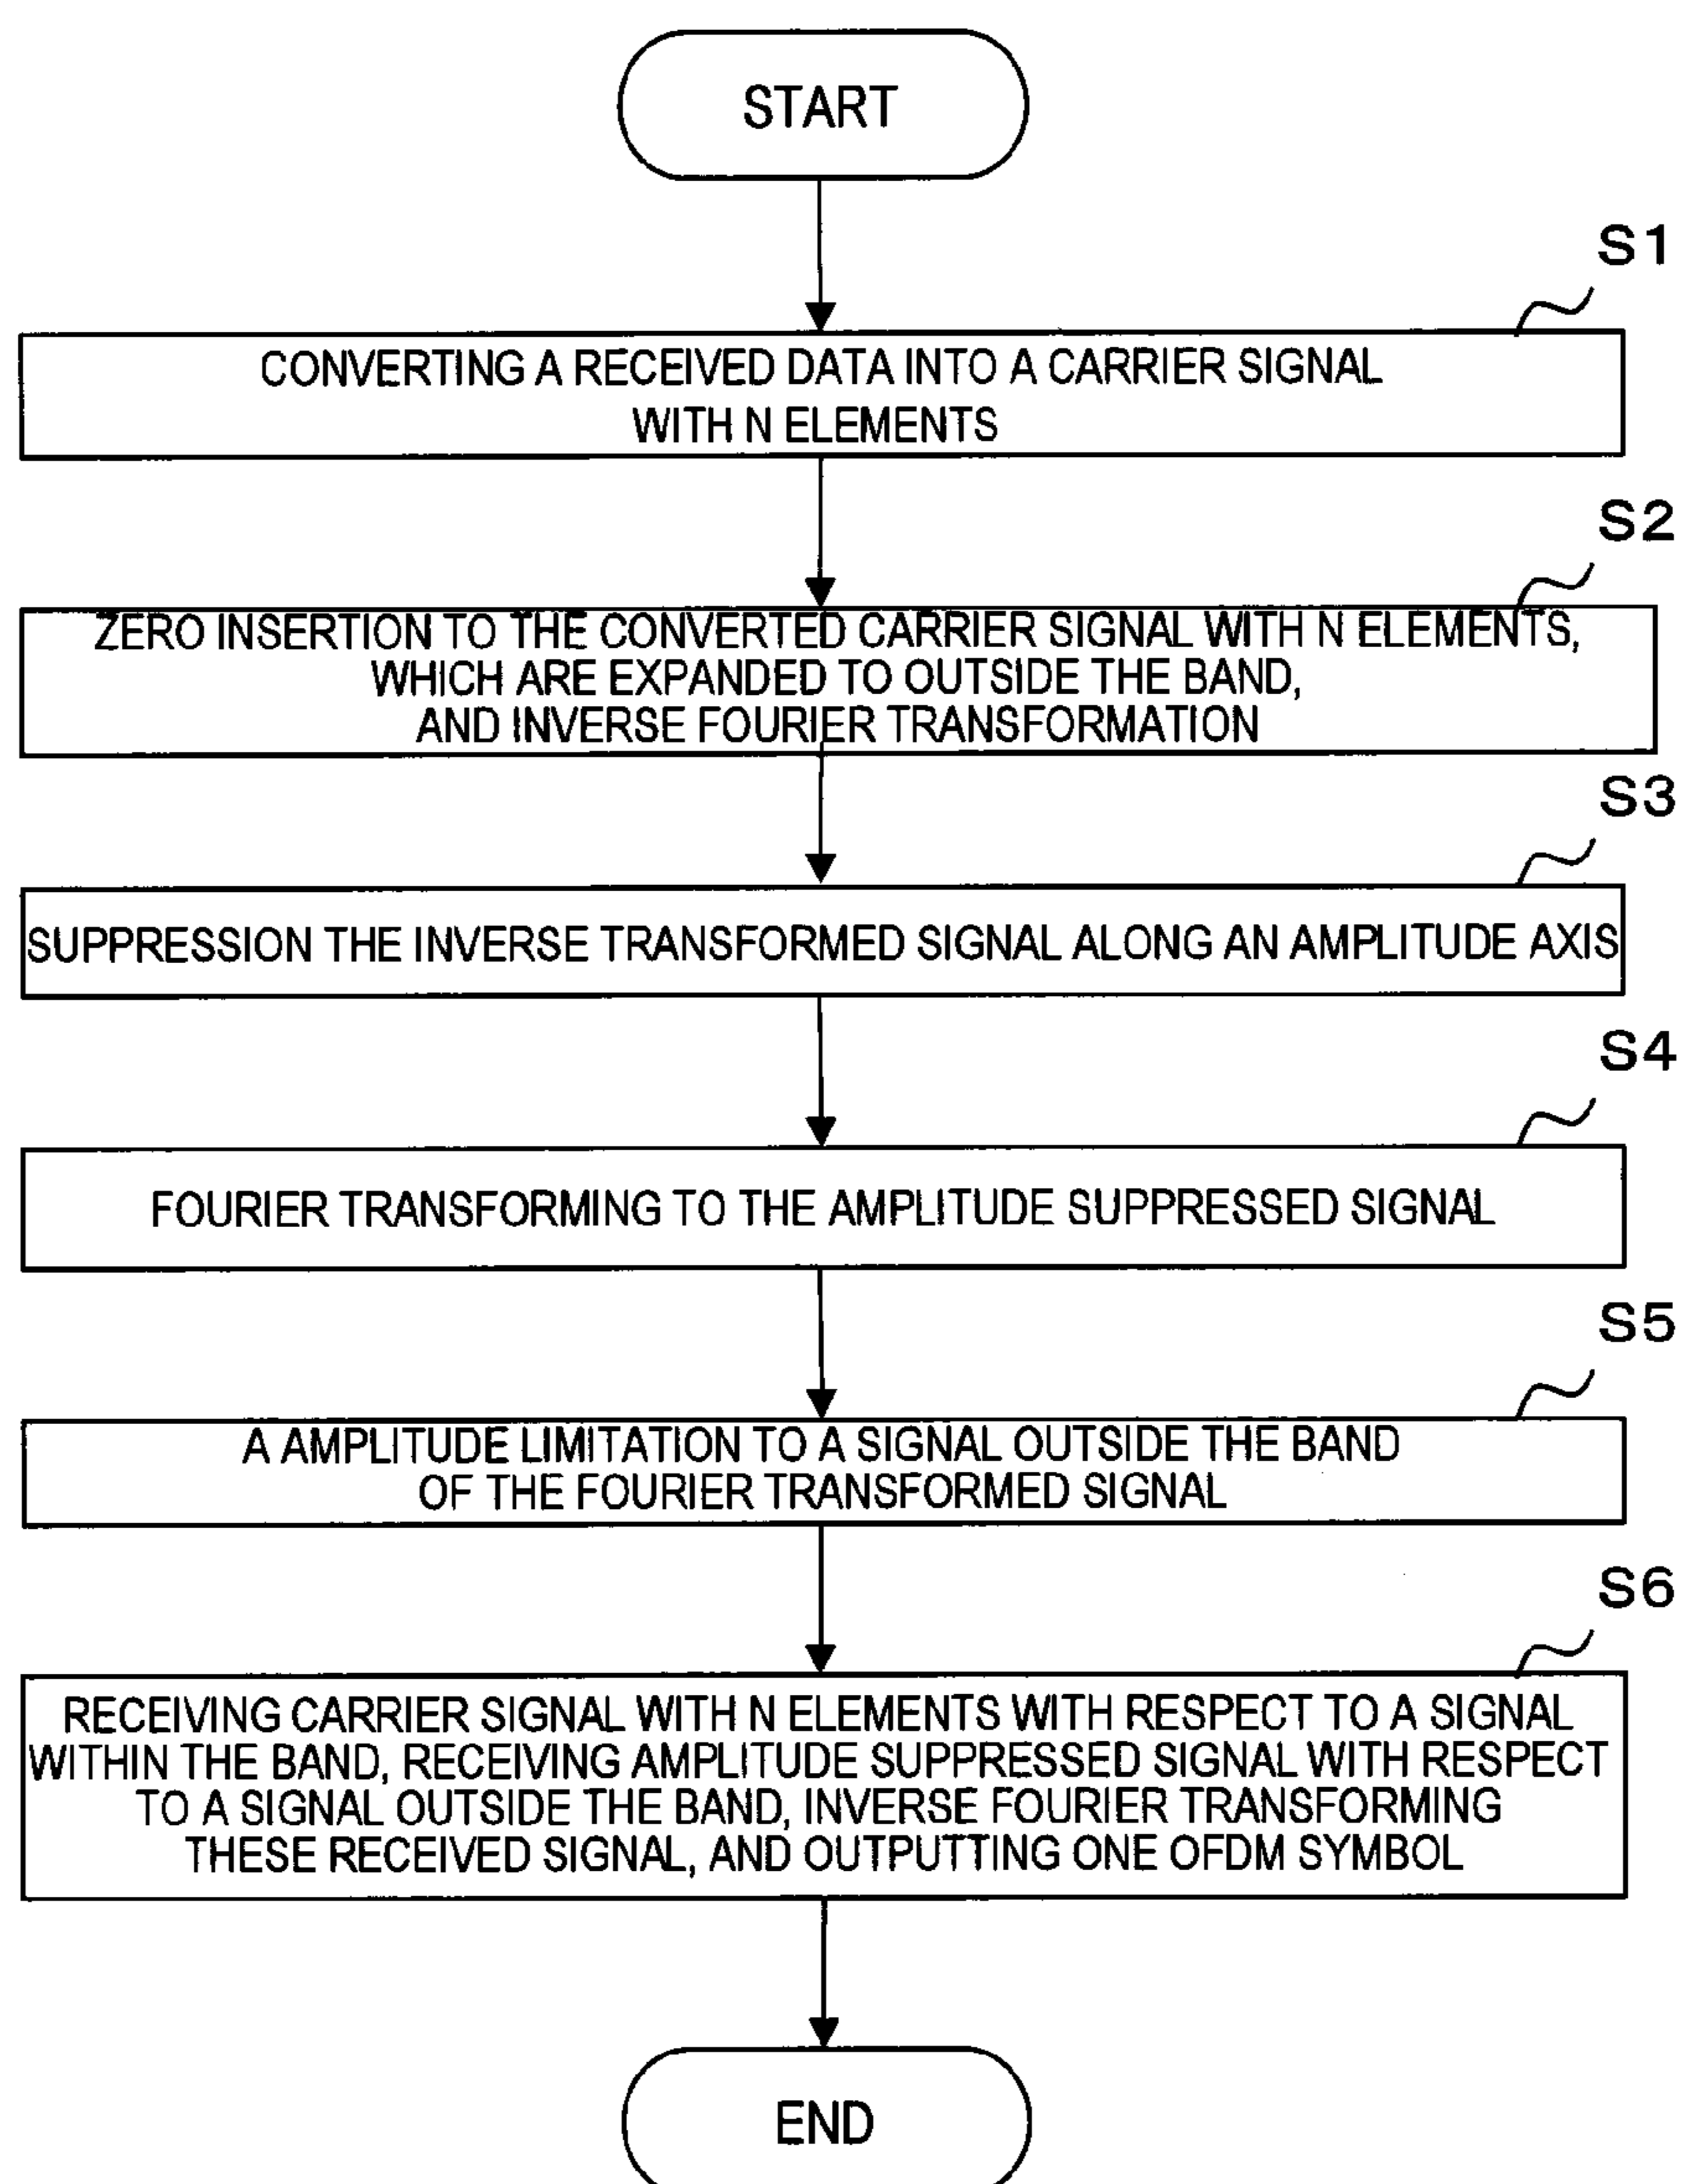 START
S1
CONVERTING A RECEIVED DATA INTO A CARRIER SIGNAL
WITH N ELEMENTS
S2
ZERO INSERTION TO THE CONVERTED CARRIER SIGNAL WITH N ELEMENTS,
WHICH ARE EXPANDED TO OUTSIDE THE BAND,
AND INVERSE FOURIER TRANSFORMATION
S3
SUPPRESSION THE INVERSE TRANSFORMED SIGNAL ALONG AN AMPLITUDE AXIS
S4
FOURIER TRANSFORMING TO THE AMPLITUDE SUPPRESSED SIGNAL
S5
A AMPLITUDE LIMITATION TO A SIGNAL OUTSIDE THE BAND
OF THE FOURIER TRANSFORMED SIGNAL
S6
RECEIVING CARRIER SIGNAL WITH N ELEMENTS WITH RESPECT TO A SIGNAL
WITHIN THE BAND, RECEIVING AMPLITUDE SUPPRESSED SIGNAL WITH RESPECT
TO A SIGNAL OUTSIDE THE BAND, INVERSE FOURIER TRANSFORMING
THESE RECEIVED SIGNAL, AND OUTPUTTING ONE OFDM SYMBOL
END